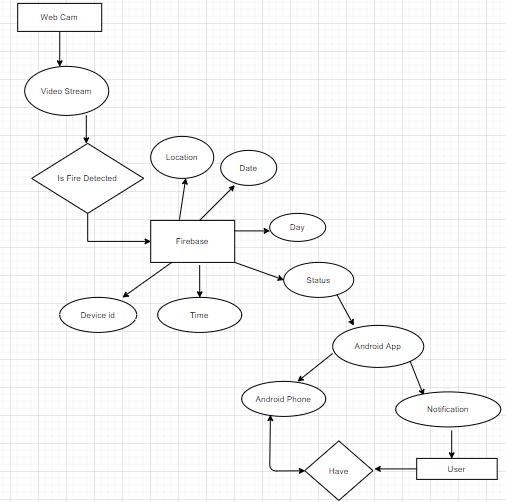 Web Cam
Video Stream
Is Fire Detected
Location
Date
Firebase
Day
Status
Device id
Time
Android App
Android Phone
Notification
Have
User